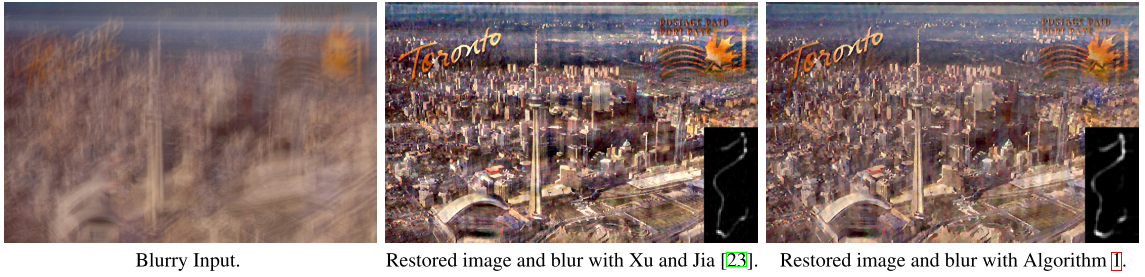 Toronto
POSTAGE PAID
PORT PAYÉ
Toronto
POSTAGE PAID
PORT PAYÉ
Blurry Input.
Restored image and blur with Xu and Jia [23].
Restored image and blur with Algorithm 1.